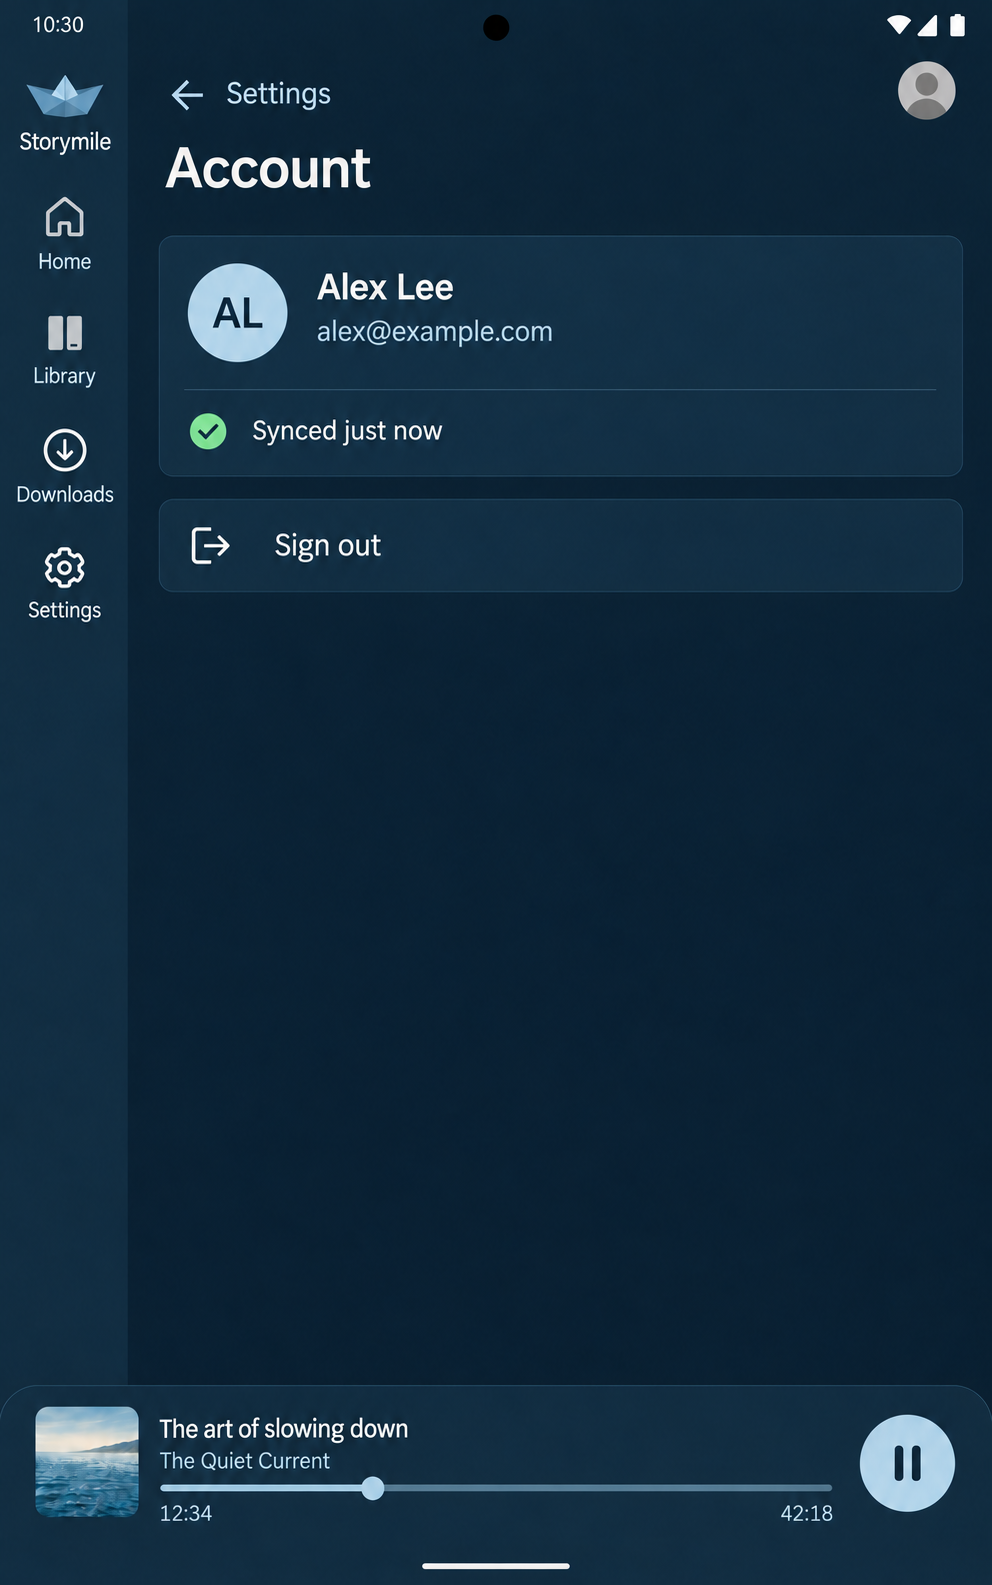 10:30
Storymile
Home
Library
Downloads
Settings
Settings
Account
AL
Alex Lee
alex@example.com
Synced just now
Sign out
The art of slowing down
The Quiet Current
12:34
42:18